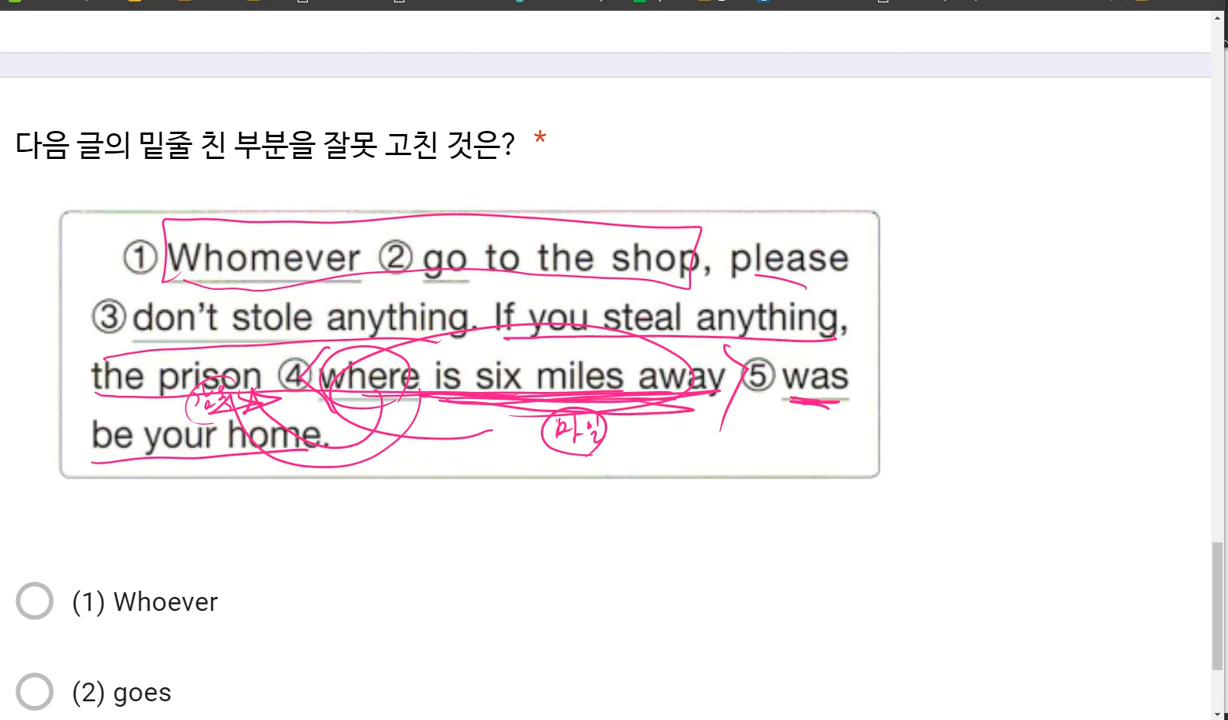 다음 글의 밑줄 친 부분을 잘못 고친 것은? *
① Whomever ② go to the shop, please
③ don't stole anything. If you steal anything,
the prison ④ where is six miles away ⑤ was
be your home.
마일
(1) Whoever
(2) goes